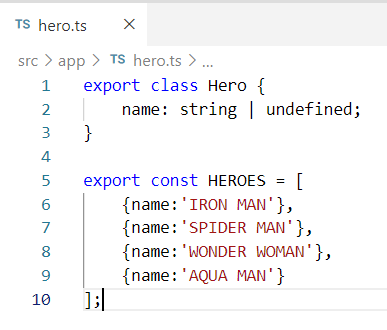 TS hero.ts ×
src > app > TS hero.ts > ...
1 export class Hero {
2 name: string | undefined;
3 }
4
5 export const HEROES = [
6 {name:'IRON MAN'},
7 {name:'SPIDER MAN'},
8 {name:'WONDER WOMAN'},
9 {name:'AQUA MAN'}
10 ];